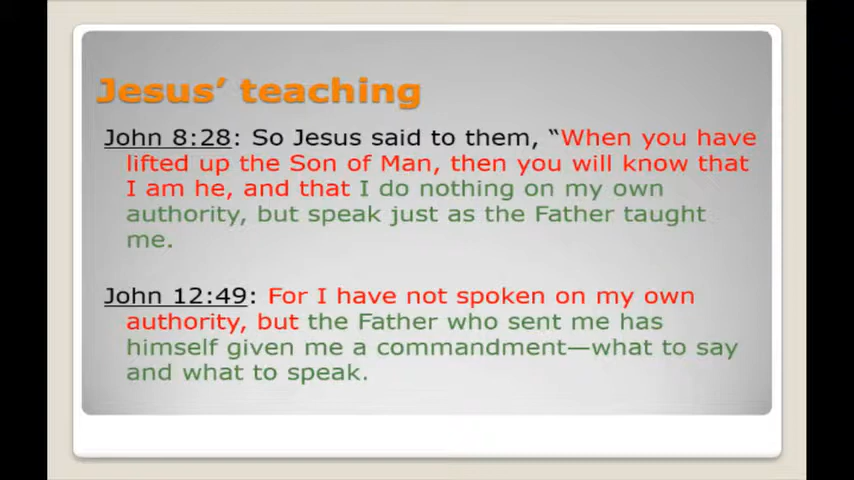 Jesus’ teaching
John 8:28: So Jesus said to them, “When you have
lifted up the Son of Man, then you will know that
I am he, and that I do nothing on my own
authority, but speak just as the Father taught
me.
John 12:49: For I have not spoken on my own
authority, but the Father who sent me has
himself given me a commandment—what to say
and what to speak.